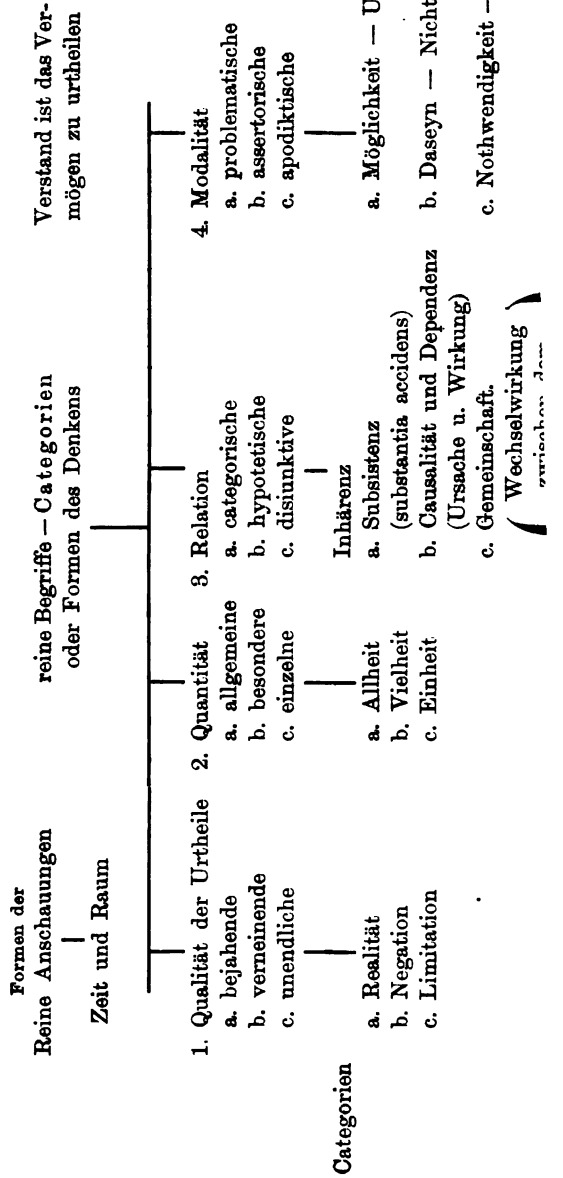 Formen der
Reine Anschauungen
Zeit und Raum
reine Begriffe – Categorien
oder Formen des Denkens
Verstand ist das Ver-
mögen zu urtheilen
1. Qualität der Urtheile
a. bejahende
b. verneinende
c. unendliche
2. Quantität
a. allgemeine
b. besondere
c. einzelne
3. Relation
a. categorische
b. hypotetische
c. disiunktive
4. Modalität
a. problematische
b. assertorische
c. apodiktische
Categorien
a. Realität
b. Negation
c. Limitation
a. Allheit
b. Vielheit
c. Einheit
Inhärenz
a. Subsistenz
(substantia accidens)
b. Causalität und Dependenz
(Ursache u. Wirkung)
c. Gemeinschaft.
( Wechselwirkung )
a. Möglichkeit — U
b. Daseyn — Nicht
c. Nothwendigkeit —